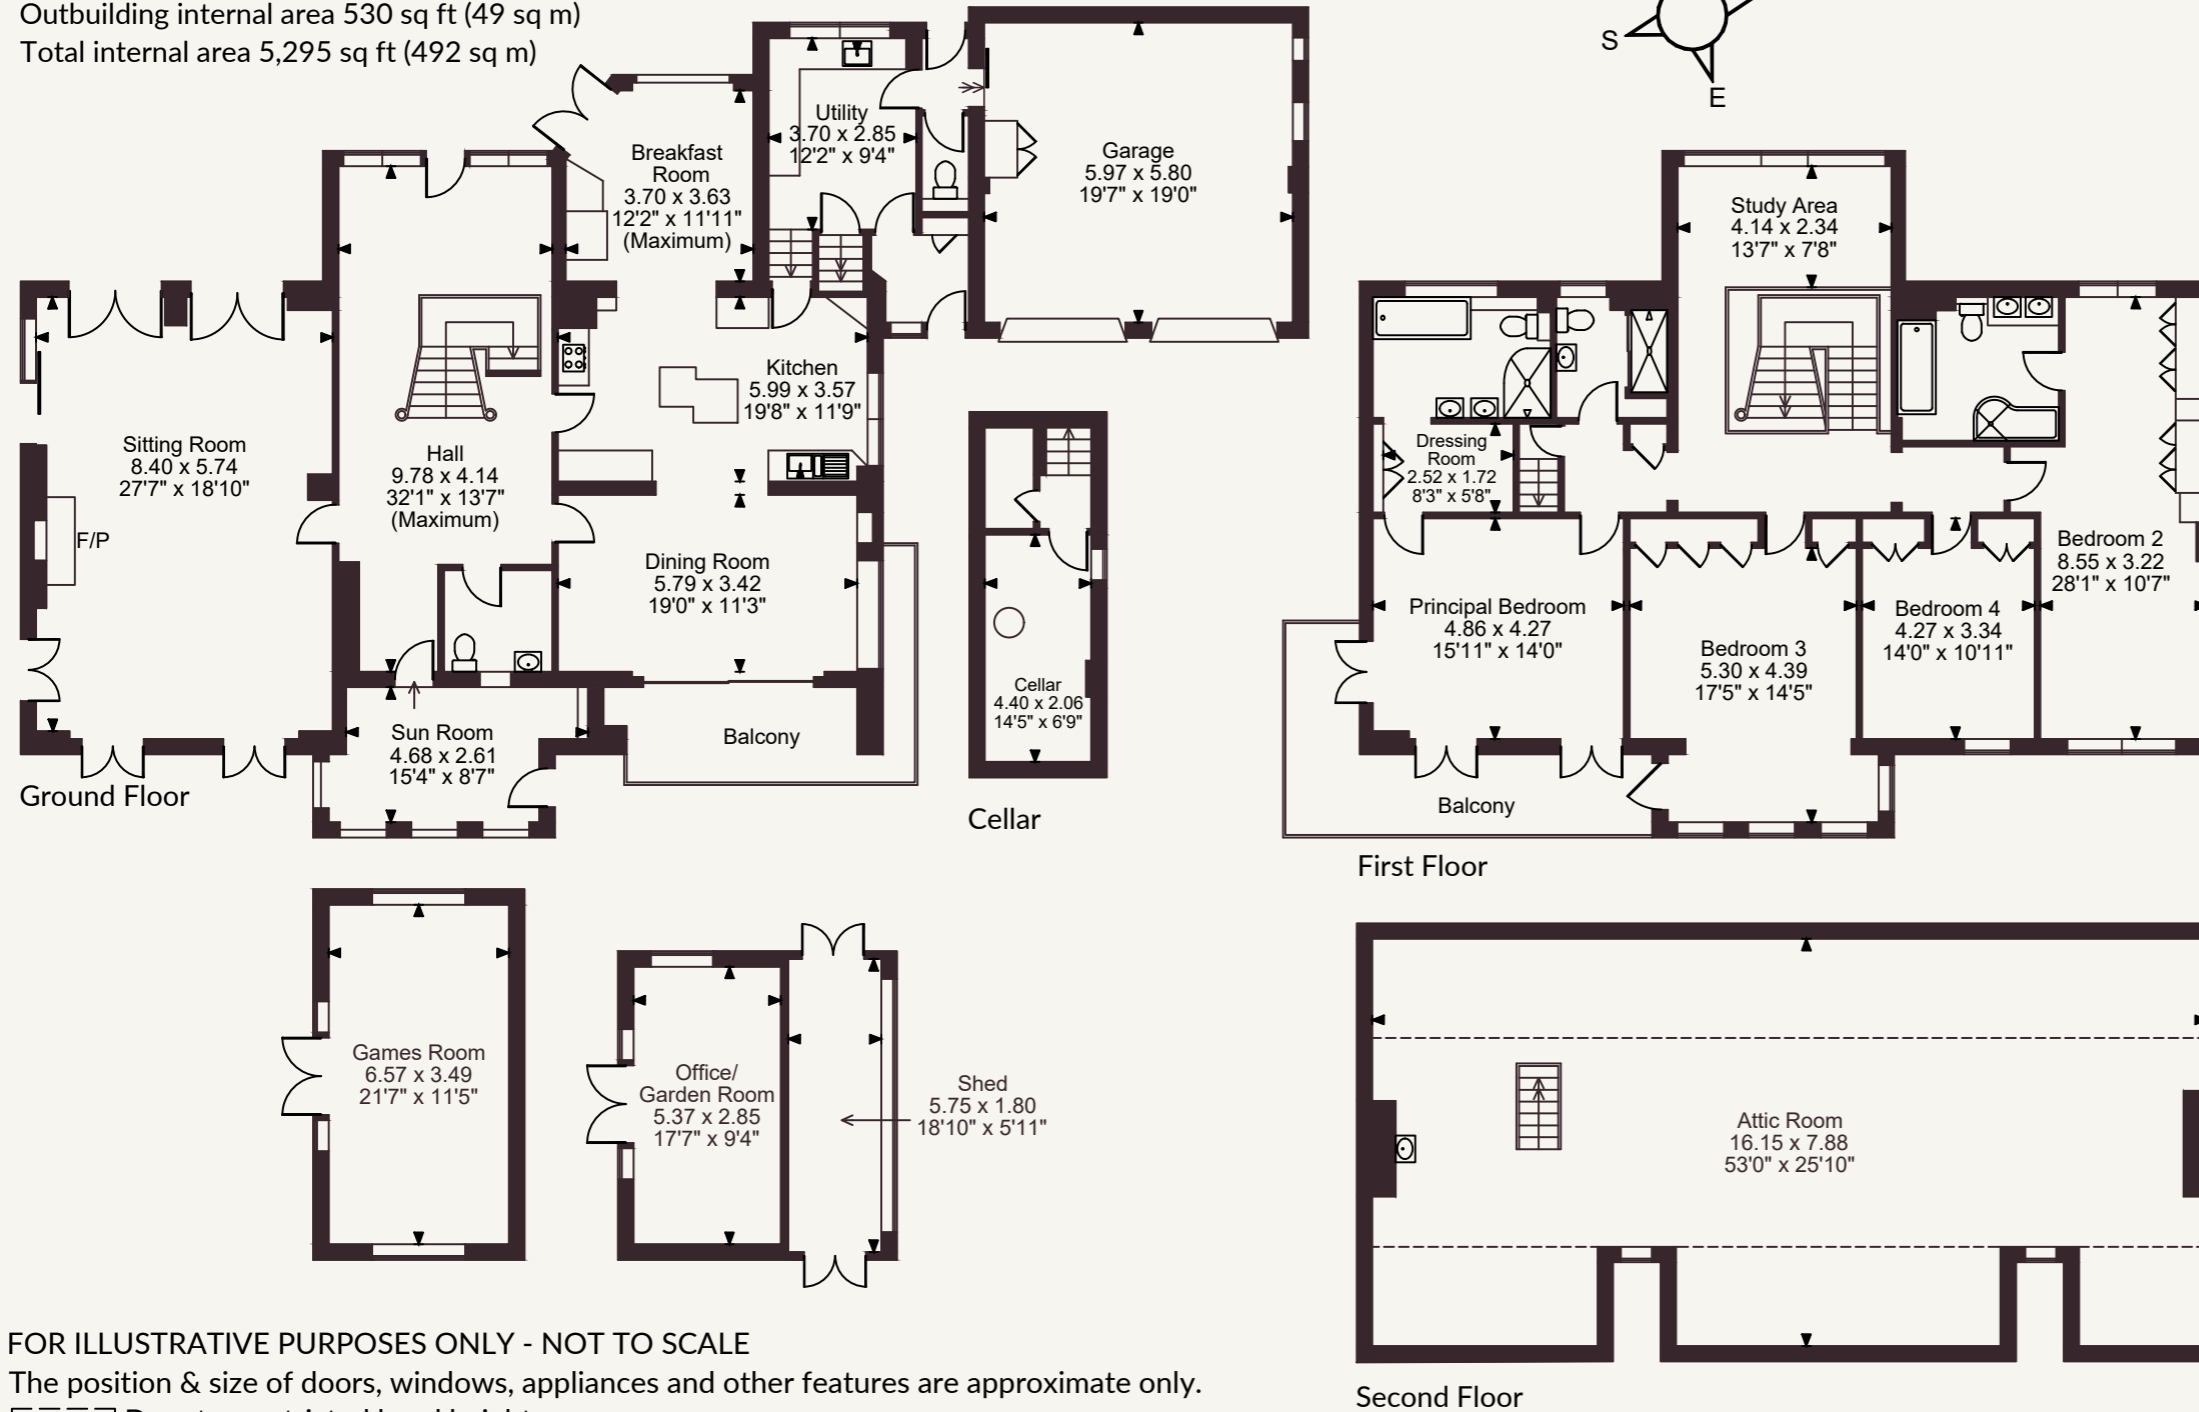 Outbuilding internal area 530 sq ft (49 sq m)
Total internal area 5,295 sq ft (492 sq m)
S
E
Utility
3.70 x 2.85
12'2" x 9'4"
Breakfast
Room
3.70 x 3.63
12'2" x 11'11"
(Maximum)
Garage
5.97 x 5.80
19'7" x 19'0"
Sitting Room
8.40 x 5.74
27'7" x 18'10"
F/P
Hall
9.78 x 4.14
32'1" x 13'7"
(Maximum)
Kitchen
5.99 x 3.57
19'8" x 11'9"
Dining Room
5.79 x 3.42
19'0" x 11'3"
Sun Room
4.68 x 2.61
15'4" x 8'7"
Balcony
Ground Floor
Cellar
4.40 x 2.06
14'5" x 6'9"
Cellar
Study Area
4.14 x 2.34
13'7" x 7'8"
Dressing
Room
2.52 x 1.72
8'3" x 5'8"
Principal Bedroom
4.86 x 4.27
15'11" x 14'0"
Bedroom 3
5.30 x 4.39
17'5" x 14'5"
Bedroom 4
4.27 x 3.34
14'0" x 10'11"
Bedroom 2
8.55 x 3.22
28'1" x 10'7"
Balcony
First Floor
Games Room
6.57 x 3.49
21'7" x 11'5"
Office/
Garden Room
5.37 x 2.85
17'7" x 9'4"
Shed
5.75 x 1.80
18'10" x 5'11"
Attic Room
16.15 x 7.88
53'0" x 25'10"
Second Floor
FOR ILLUSTRATIVE PURPOSES ONLY - NOT TO SCALE
The position & size of doors, windows, appliances and other features are approximate only.